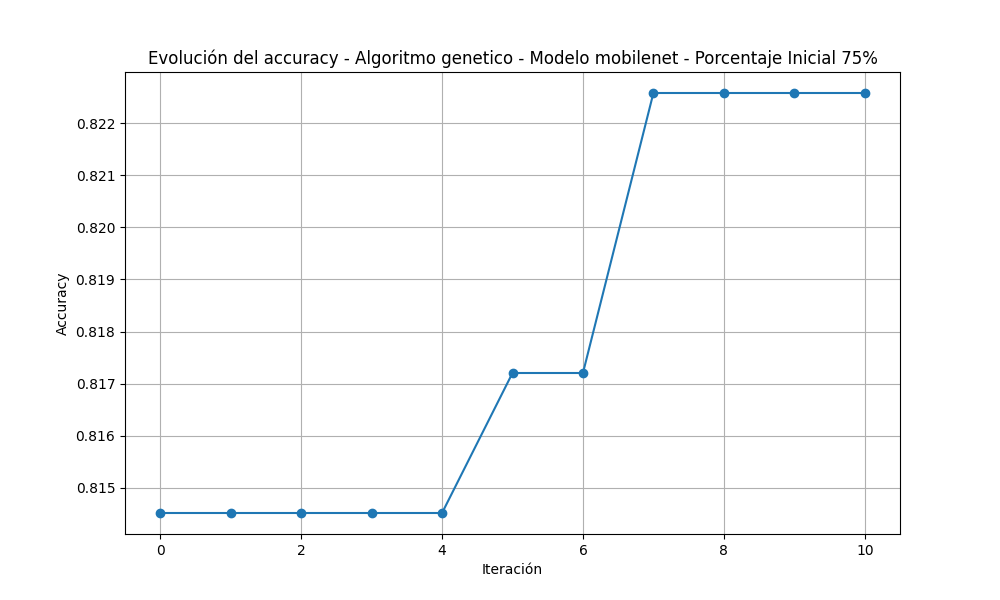 Evolución del accuracy - Algoritmo genetico - Modelo mobilenet - Porcentaje Inicial 75%
0.822
0.821
0.820
0.819
0.818
0.817
0.816
0.815
Accuracy
0 2 4 6 8 10
Iteración